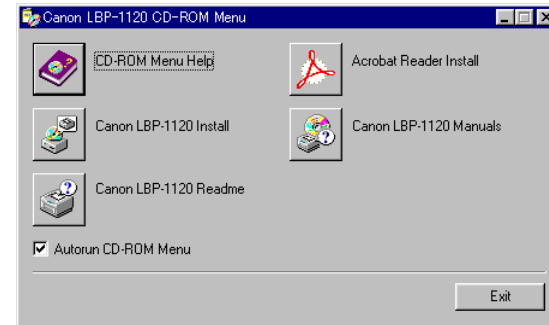 Canon LBP-1120 CD-ROM Menu
CD-ROM Menu Help
Acrobat Reader Install
Canon LBP-1120 Install
Canon LBP-1120 Manuals
Canon LBP-1120 Readme
Autorun CD-ROM Menu
Exit